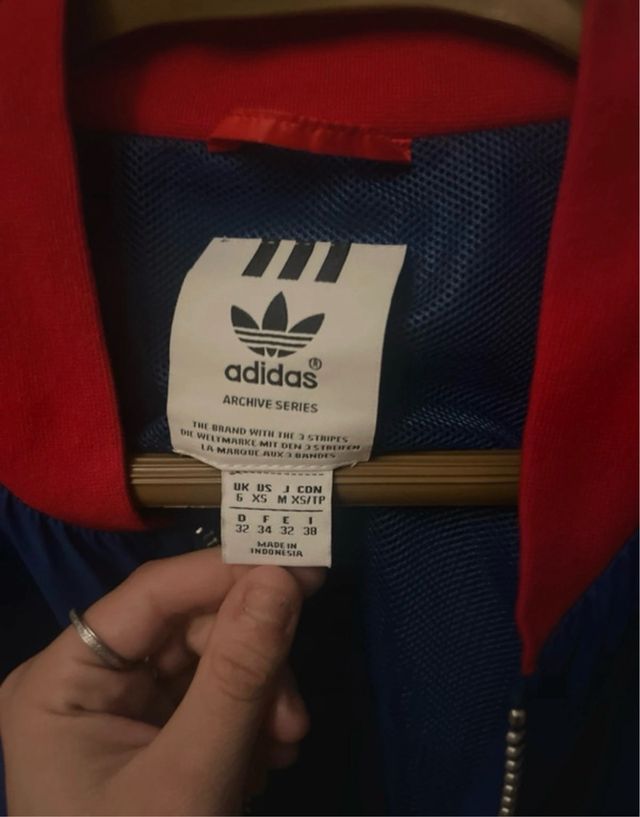 adidas®
ARCHIVE SERIES
THE BRAND WITH THE 3 STRIPES
DIE WELTMARKE MIT DEN 3 STREIFEN
LA MARQUE AUX 3 BANDES
UK US J CDN
6 XS M XS/TP
D F E I
32 34 32 38
MADE IN
INDONESIA